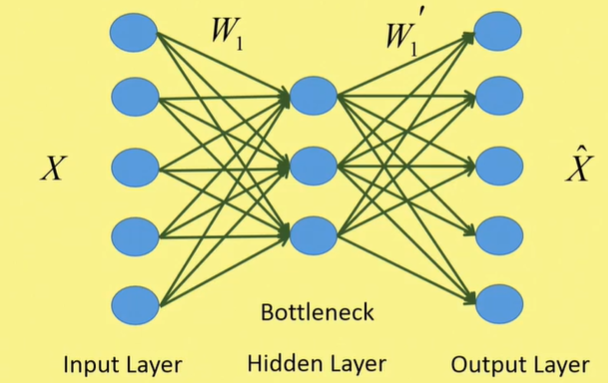 W₁
W₁′
X
X̂
Bottleneck
Input Layer
Hidden Layer
Output Layer